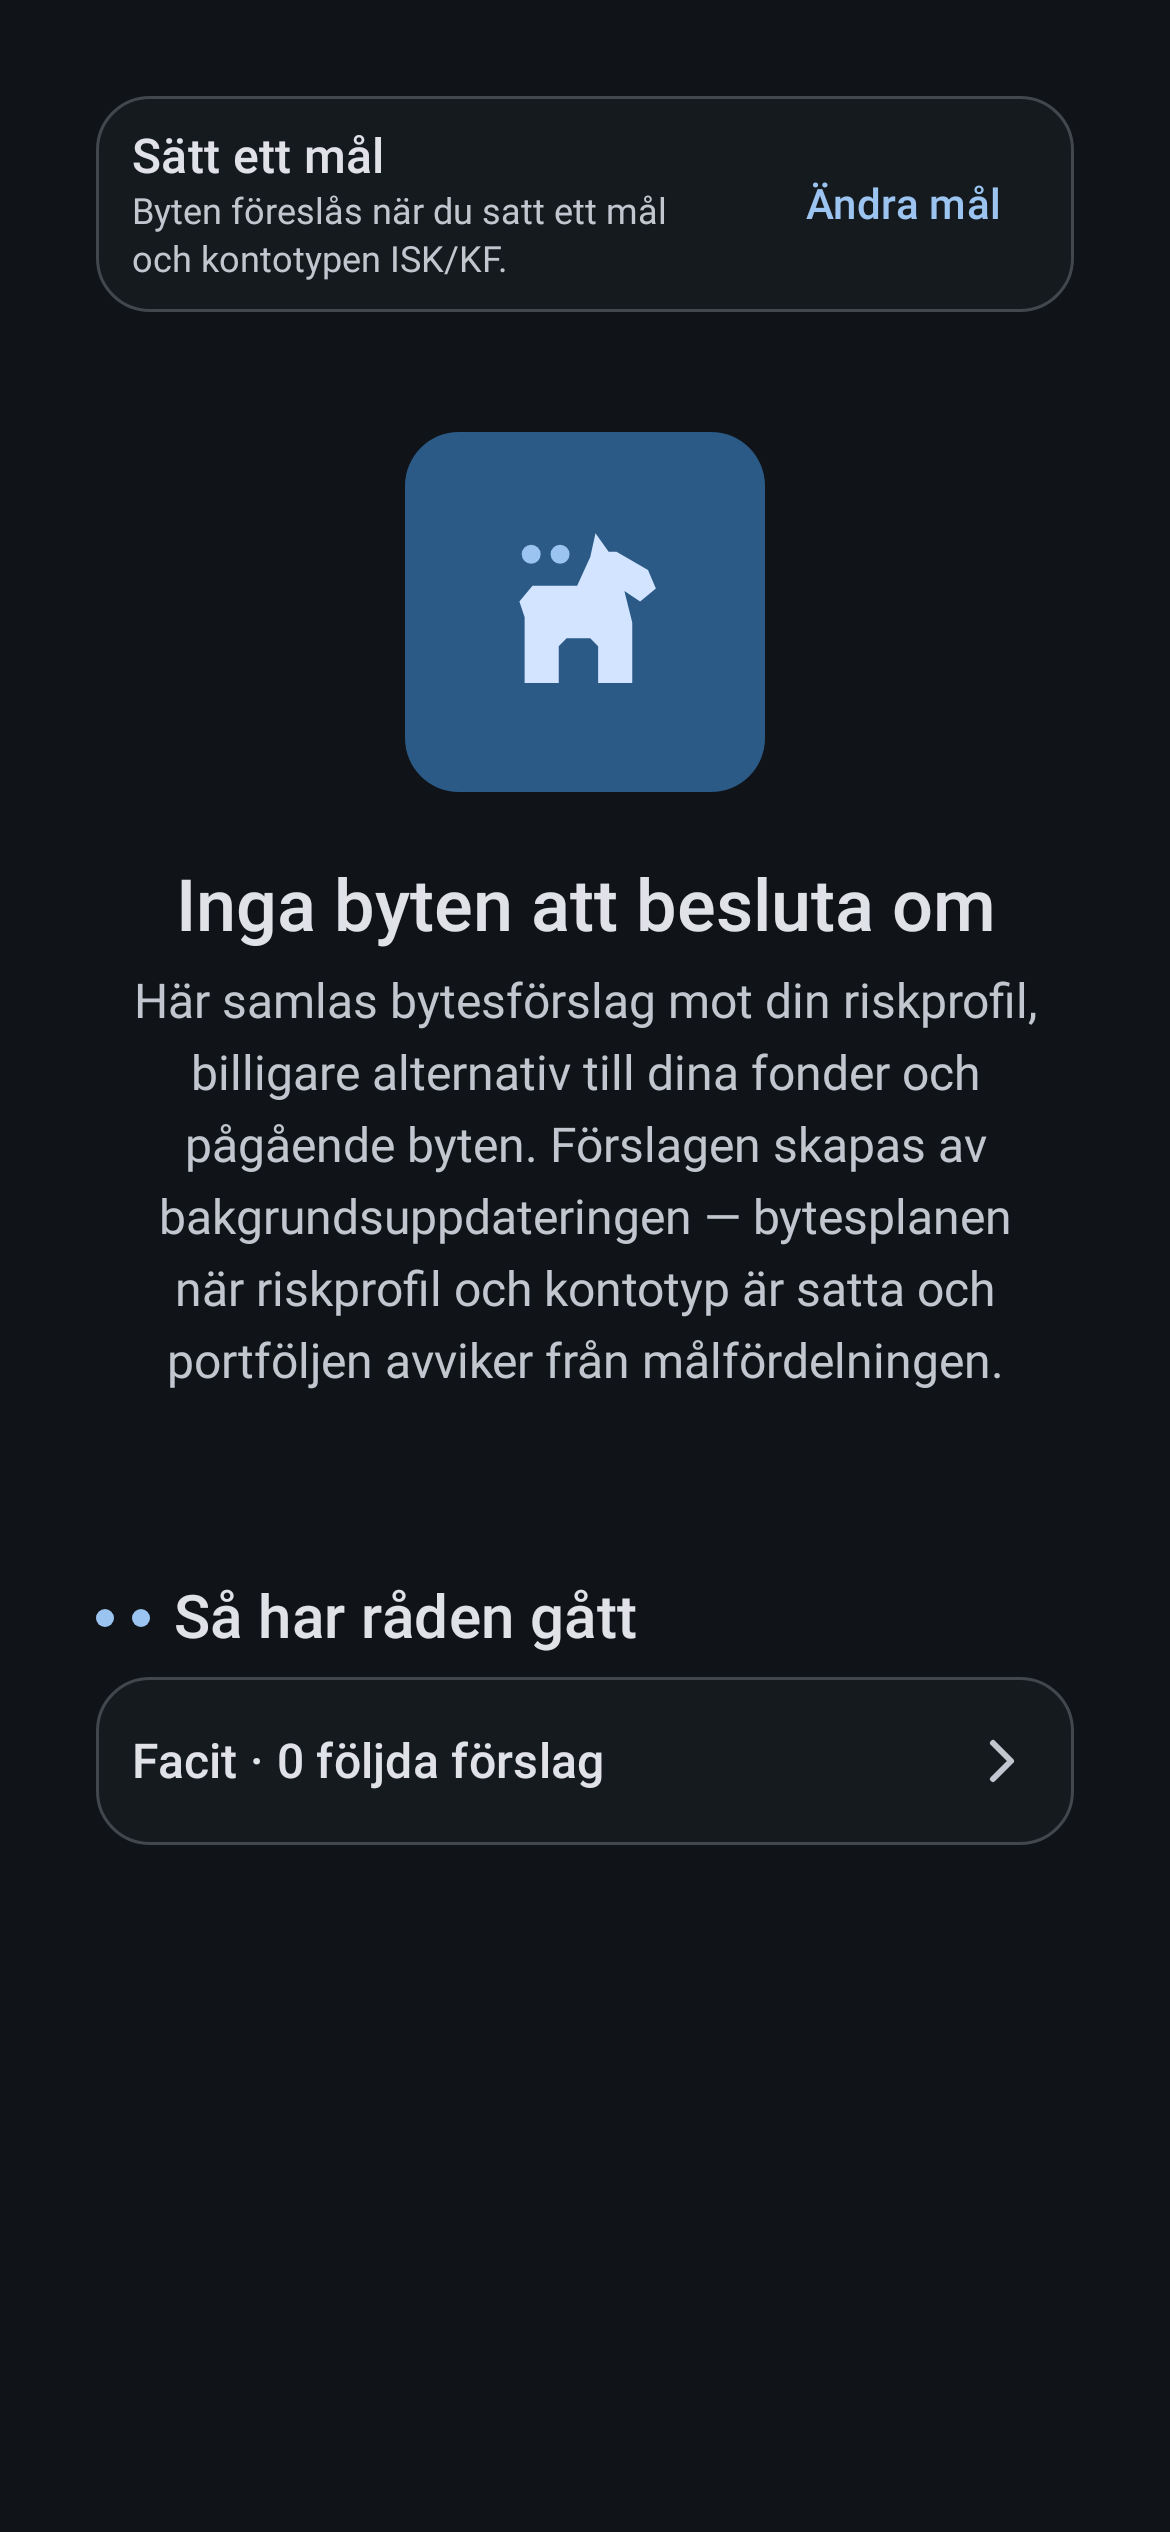 Sätt ett mål
Byten föreslås när du satt ett mål
och kontotypen ISK/KF.
Ändra mål
Inga byten att besluta om
Här samlas bytesförslag mot din riskprofil,
billigare alternativ till dina fonder och
pågående byten. Förslagen skapas av
bakgrundsuppdateringen — bytesplanen
när riskprofil och kontotyp är satta och
portföljen avviker från målfördelningen.
Så har råden gått
Facit · 0 följda förslag